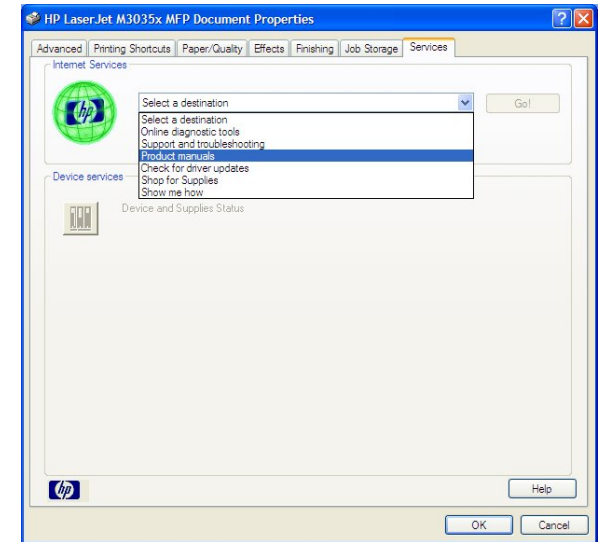 HP LaserJet M3035x MFP Document Properties
Advanced Printing Shortcuts Paper/Quality Effects Finishing Job Storage Services
Internet Services
hp
Select a destination
Go!
Select a destination
Online diagnostic tools
Support and troubleshooting
Product manuals
Check for driver updates
Shop for Supplies
Show me how
Device services
Device and Supplies Status
hp
Help
OK Cancel